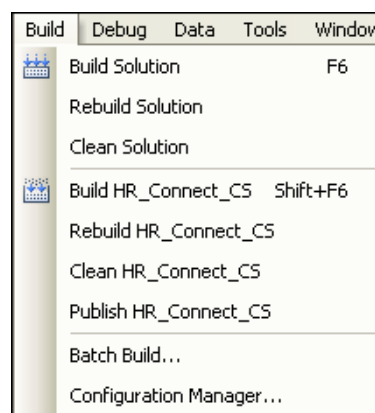 Build Debug Data Tools Window
Build Solution F6
Rebuild Solution
Clean Solution
Build HR_Connect_CS Shift+F6
Rebuild HR_Connect_CS
Clean HR_Connect_CS
Publish HR_Connect_CS
Batch Build...
Configuration Manager...